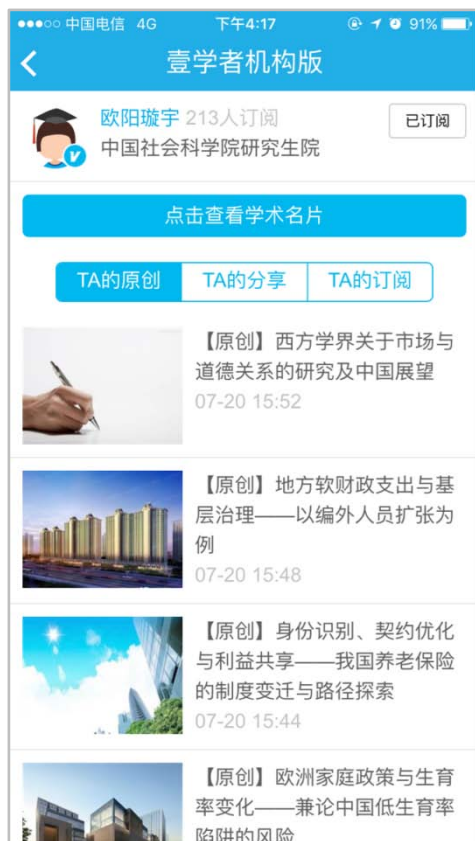 中国电信 4G 下午4:17 91%
壹学者机构版
欧阳璇宇 213人订阅
已订阅
中国社会科学院研究生院
点击查看学术名片
TA的原创 TA的分享 TA的订阅
【原创】西方学界关于市场与
道德关系的研究及中国展望
07-20 15:52
【原创】地方软财政支出与基
层治理——以编外人员扩张为
例
07-20 15:48
【原创】身份识别、契约优化
与利益共享——我国养老保险
的制度变迁与路径探索
07-20 15:44
【原创】欧洲家庭政策与生育
率变化——兼论中国低生育率
陷阱的风险